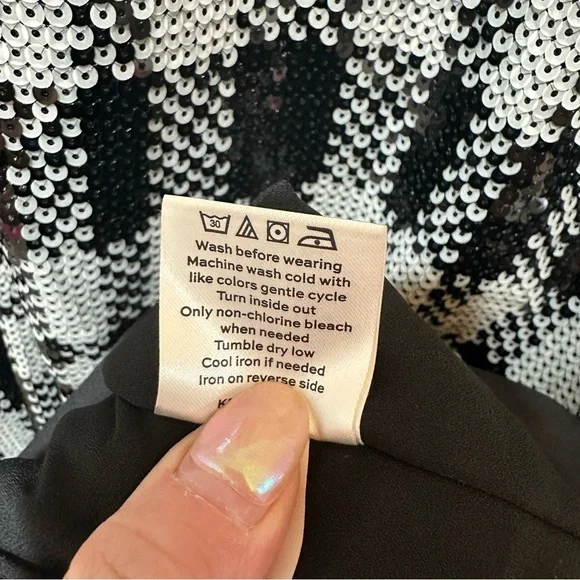 30
Wash before wearing
Machine wash cold with
like colors gentle cycle
Turn inside out
Only non-chlorine bleach
when needed
Tumble dry low
Cool iron if needed
Iron on reverse side